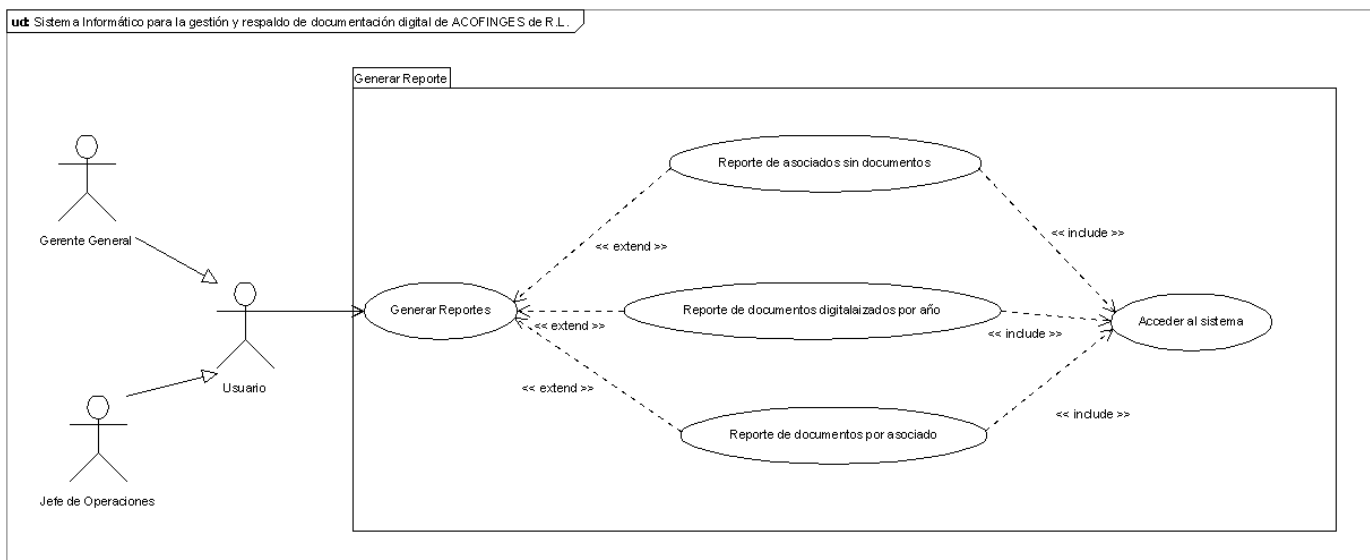 ud: Sistema Informático para la gestión y respaldo de documentación digital de ACOFINGES de R.L.
Generar Reporte
Reporte de asociados sin documentos
Gerente General
<< extend >>
<< include >>
Generar Reportes
Reporte de documentos digitalaizados por año
Acceder al sistema
<< extend >>
<< include >>
Usuario
<< extend >>
<< include >>
Reporte de documentos por asociado
Jefe de Operaciones